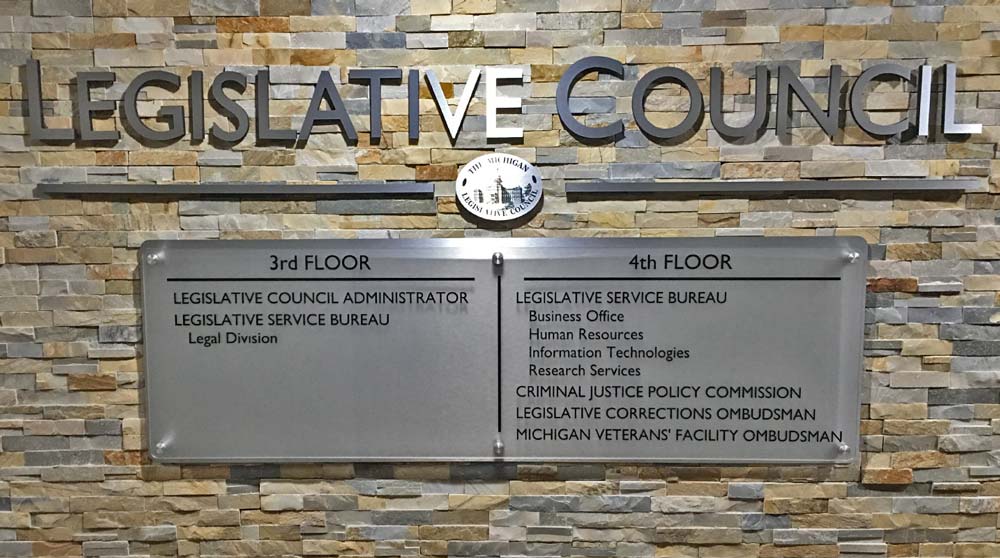 LEGISLATIVE COUNCIL
THE MICHIGAN
LEGISLATIVE COUNCIL
3rd FLOOR
LEGISLATIVE COUNCIL ADMINISTRATOR
LEGISLATIVE SERVICE BUREAU
Legal Division
4th FLOOR
LEGISLATIVE SERVICE BUREAU
Business Office
Human Resources
Information Technologies
Research Services
CRIMINAL JUSTICE POLICY COMMISSION
LEGISLATIVE CORRECTIONS OMBUDSMAN
MICHIGAN VETERANS' FACILITY OMBUDSMAN